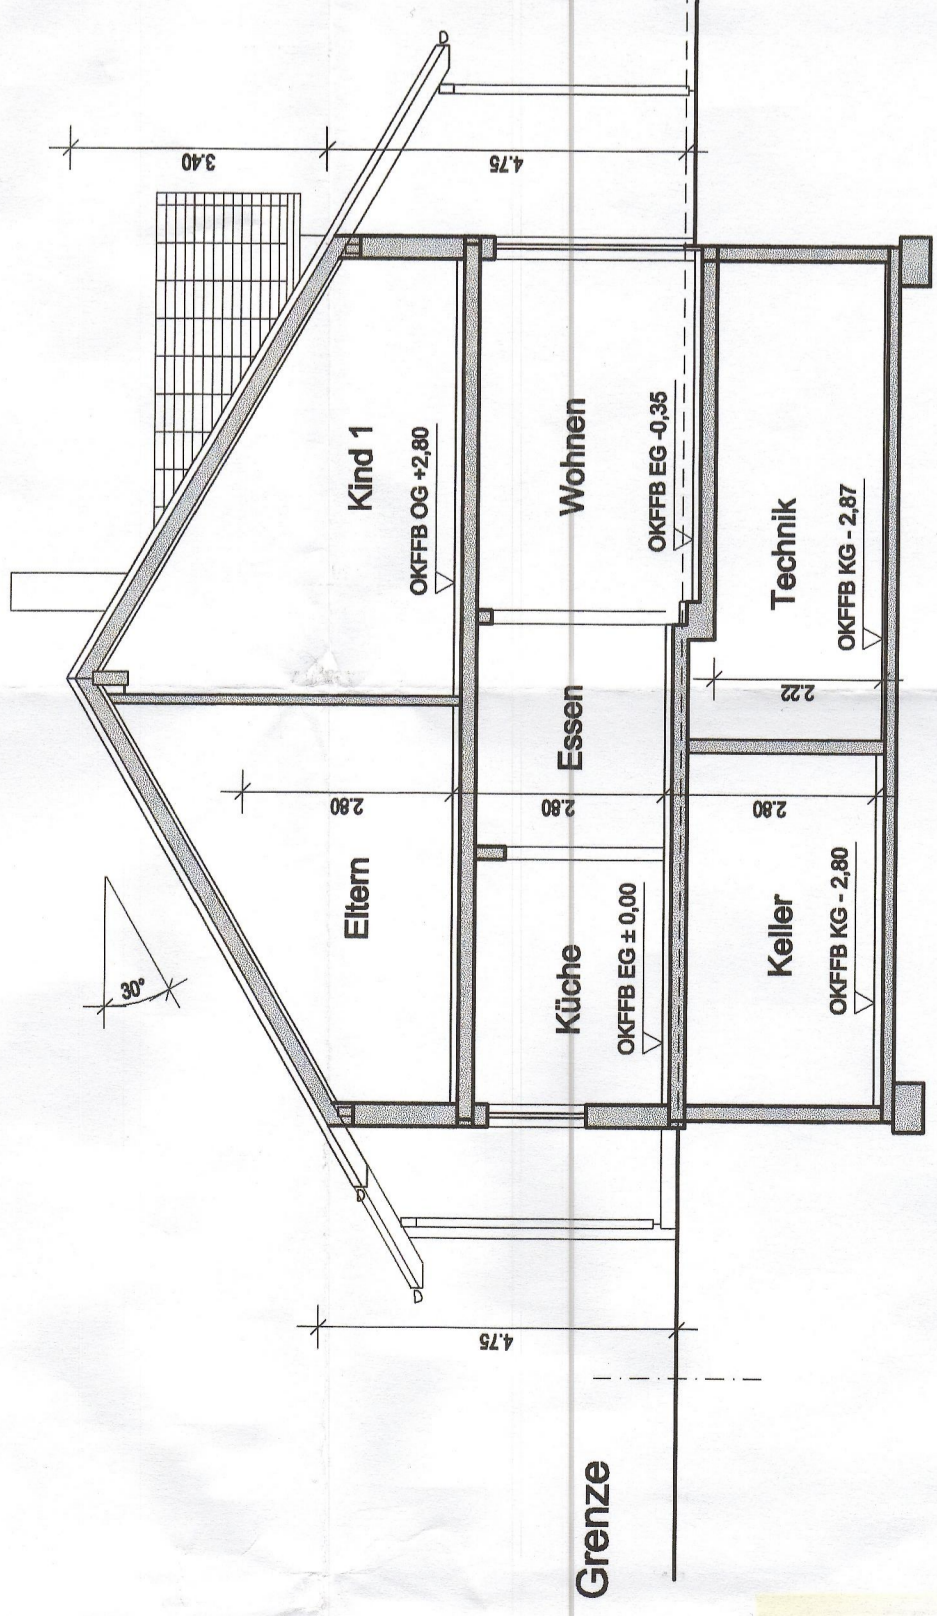 30°
3.40
4.75
4.75
Eltern
Kind 1
OKFFB OG +2,80
2.80
Küche
Essen
Wohnen
OKFFB EG ± 0,00
2.80
OKFFB EG -0,35
Keller
Technik
OKFFB KG - 2,80
2.80
2.22
OKFFB KG - 2,87
Grenze